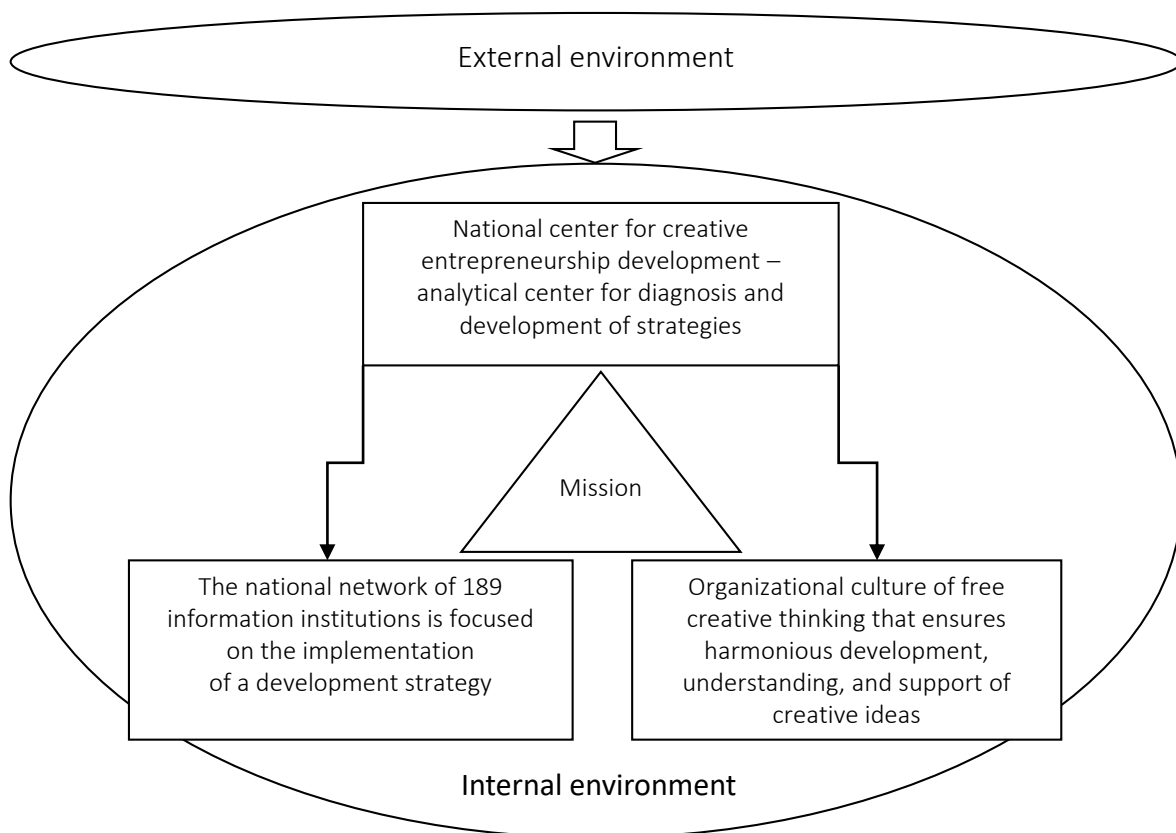 External environment
National center for creative
entrepreneurship development –
analytical center for diagnosis and
development of strategies
Mission
The national network of 189
information institutions is focused
on the implementation
of a development strategy
Organizational culture of free
creative thinking that ensures
harmonious development,
understanding, and support of
creative ideas
Internal environment